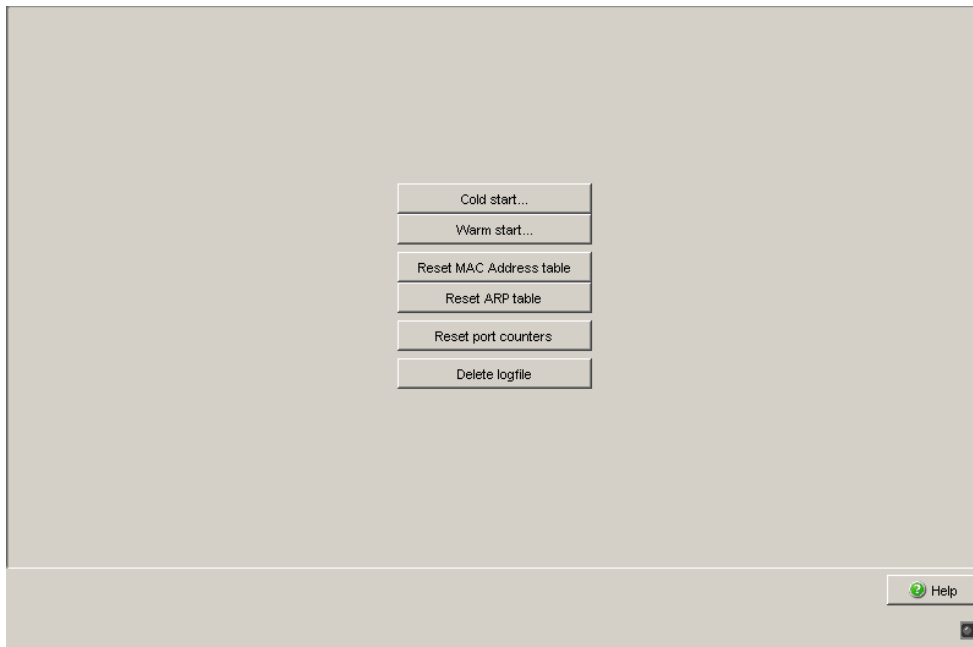 Cold start...
Warm start...
Reset MAC Address table
Reset ARP table
Reset port counters
Delete logfile
Help